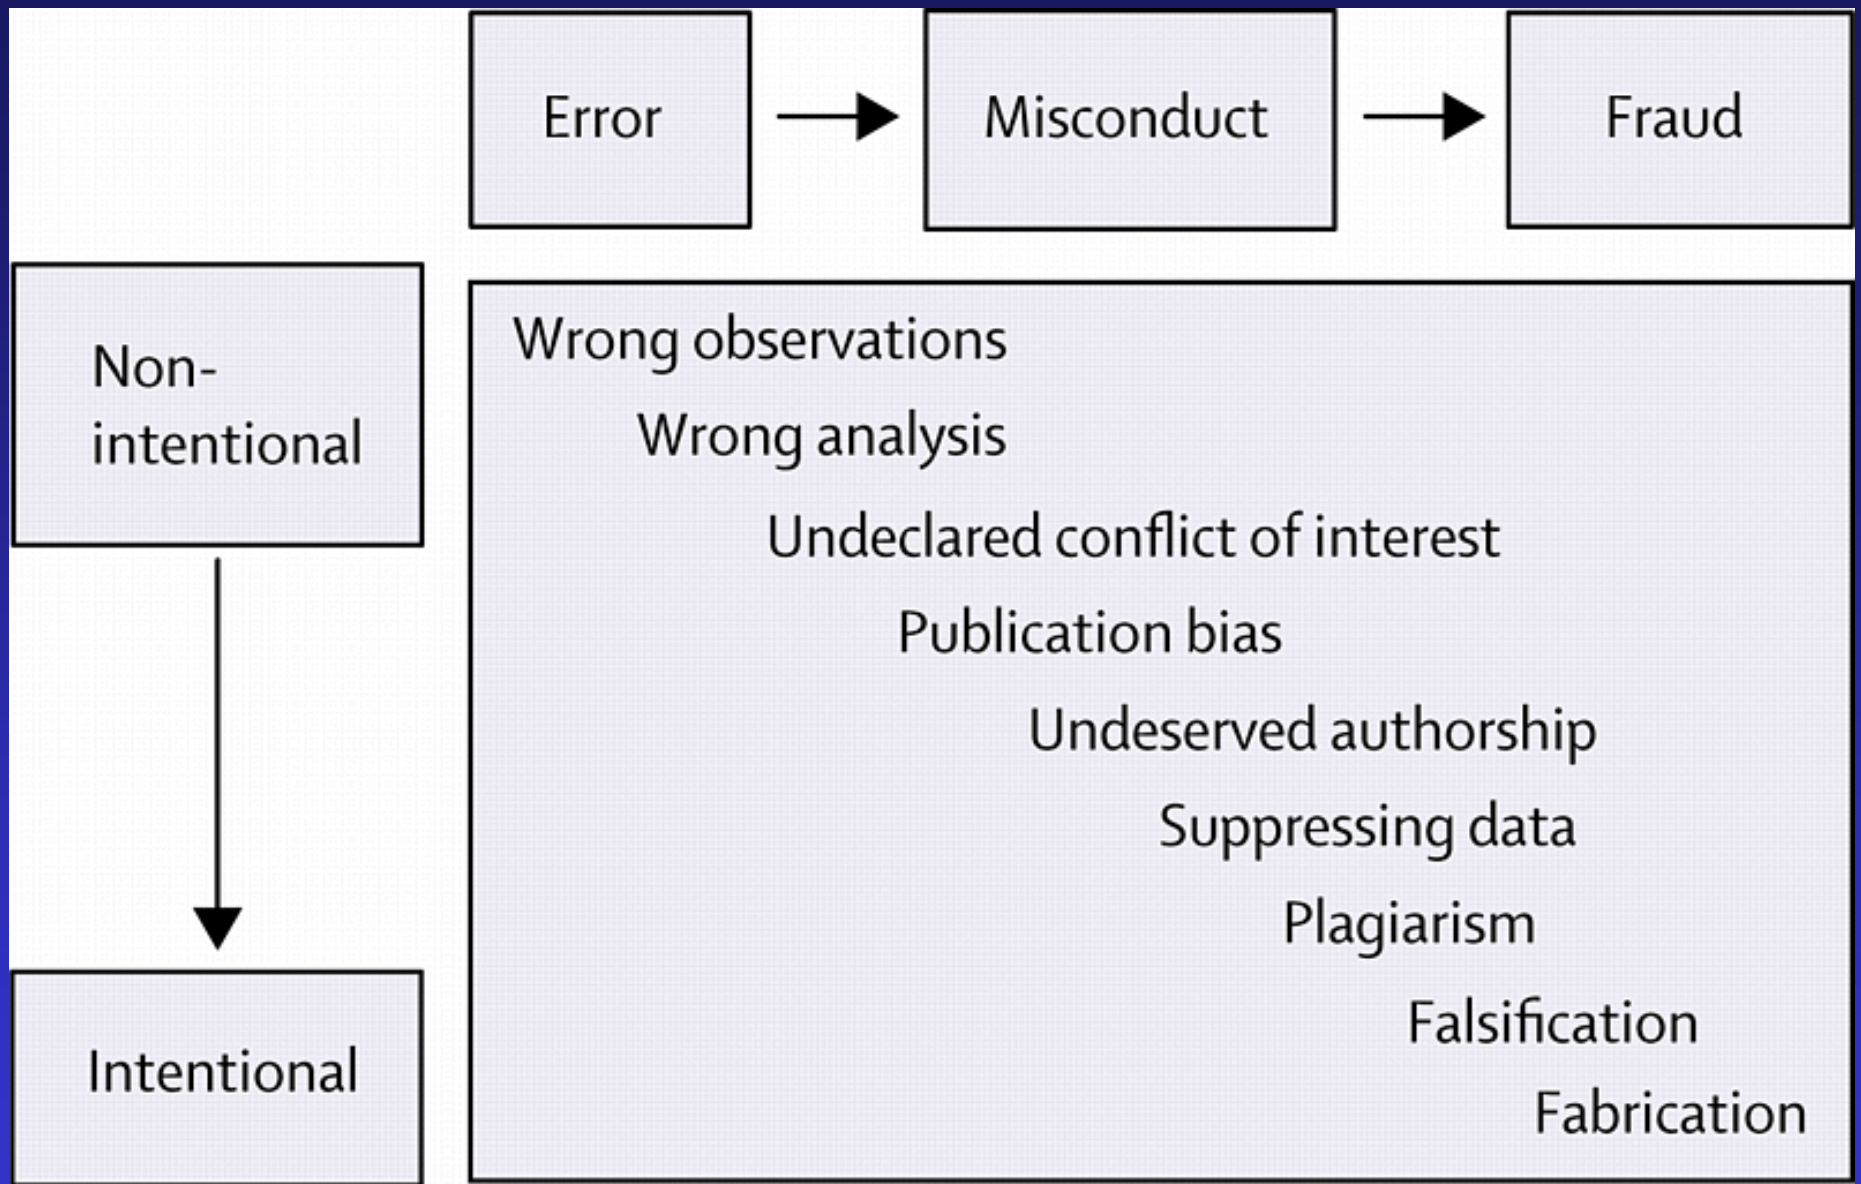 Error
Misconduct
Fraud
Non-
intentional
Wrong observations
Wrong analysis
Undeclared conflict of interest
Publication bias
Undeserved authorship
Suppressing data
Plagiarism
Falsification
Fabrication
Intentional